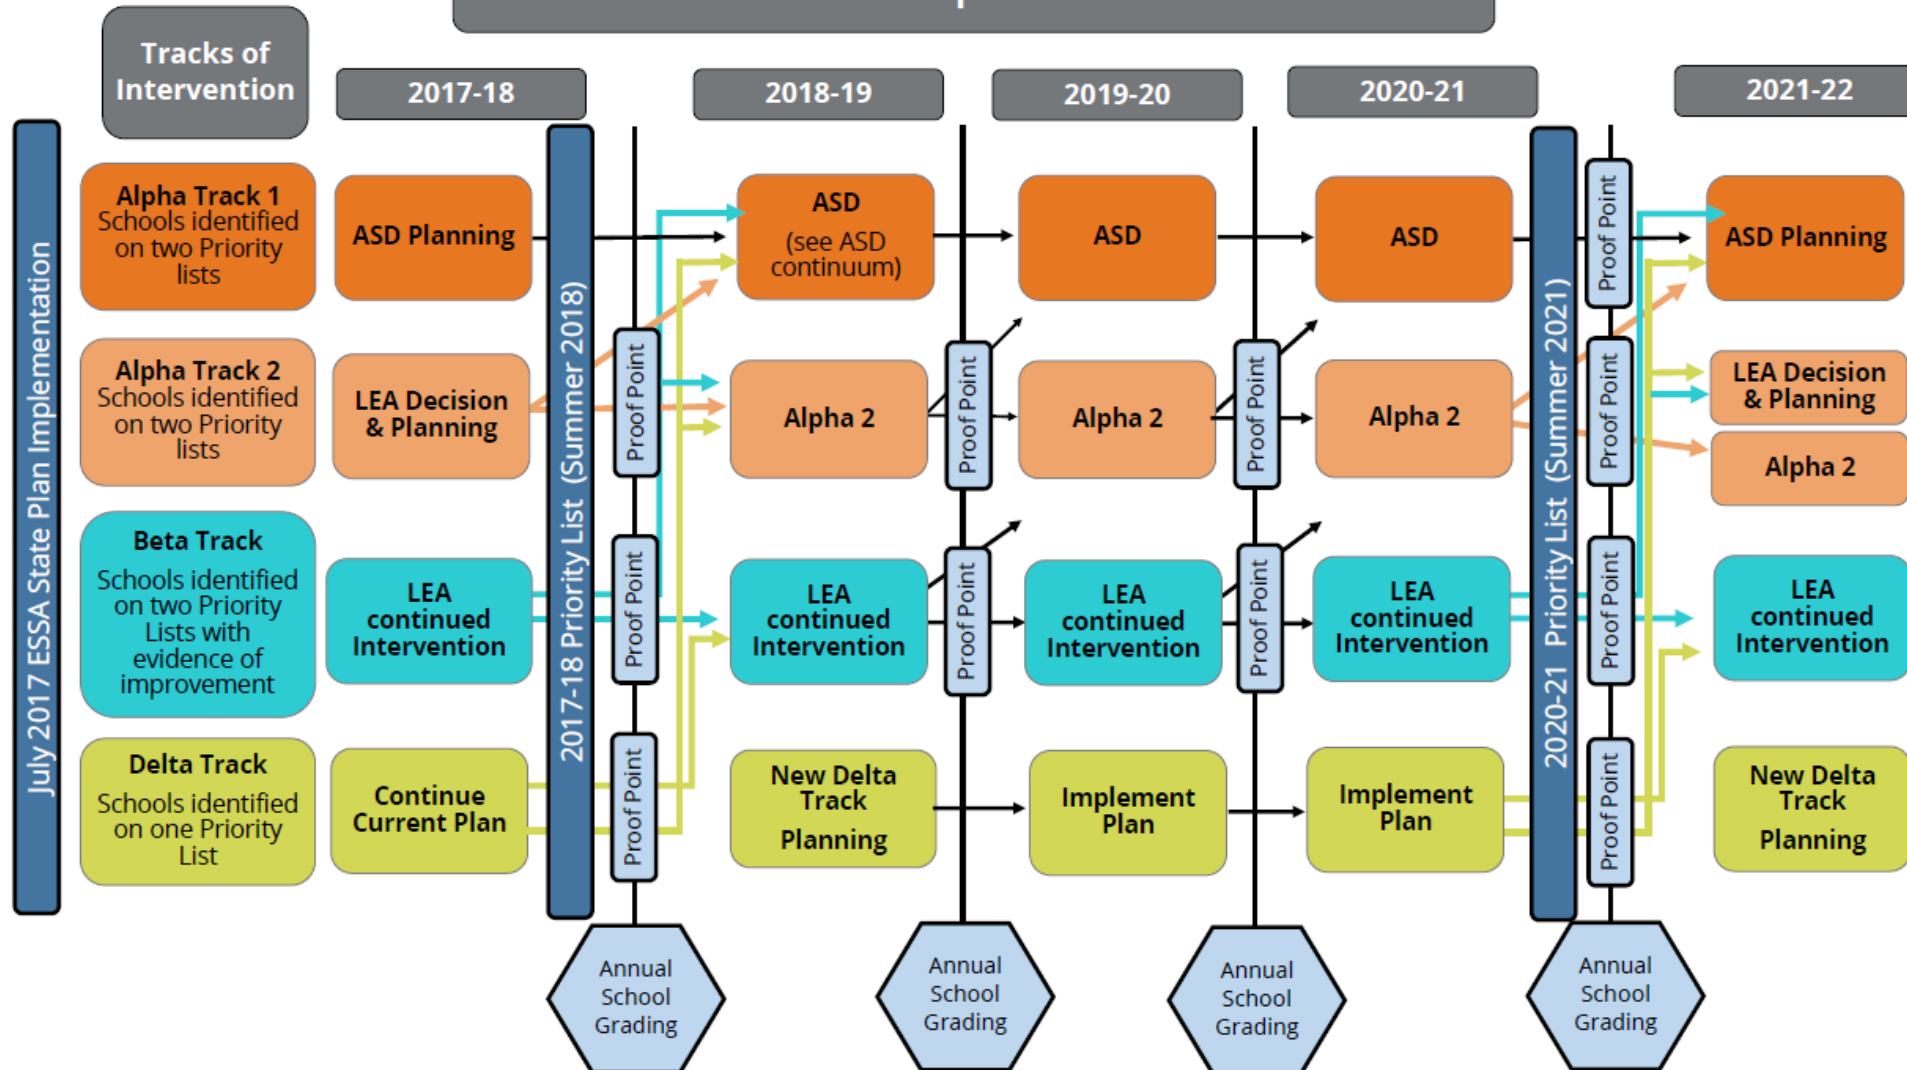 Tracks of
Intervention
2017-18
2018-19
2019-20
2020-21
2021-22
July 2017 ESSA State Plan Implementation
Alpha Track 1
Schools identified
on two Priority
lists
ASD Planning
2017-18 Priority List (Summer 2018)
ASD
(see ASD
continuum)
ASD
ASD
2020-21 Priority List (Summer 2021)
Proof Point
ASD Planning
Alpha Track 2
Schools identified
on two Priority
lists
LEA Decision
& Planning
Proof Point
Alpha 2
Proof Point
Alpha 2
Proof Point
Alpha 2
Proof Point
LEA Decision
& Planning
Alpha 2
Beta Track
Schools identified
on two Priority
Lists with
evidence of
improvement
LEA
continued
Intervention
Proof Point
LEA
continued
Intervention
Proof Point
LEA
continued
Intervention
Proof Point
LEA
continued
Intervention
Proof Point
LEA
continued
Intervention
Delta Track
Schools identified
on one Priority
List
Continue
Current Plan
Proof Point
New Delta
Track
Planning
Implement
Plan
Implement
Plan
Proof Point
New Delta
Track
Planning
Annual
School
Grading
Annual
School
Grading
Annual
School
Grading
Annual
School
Grading